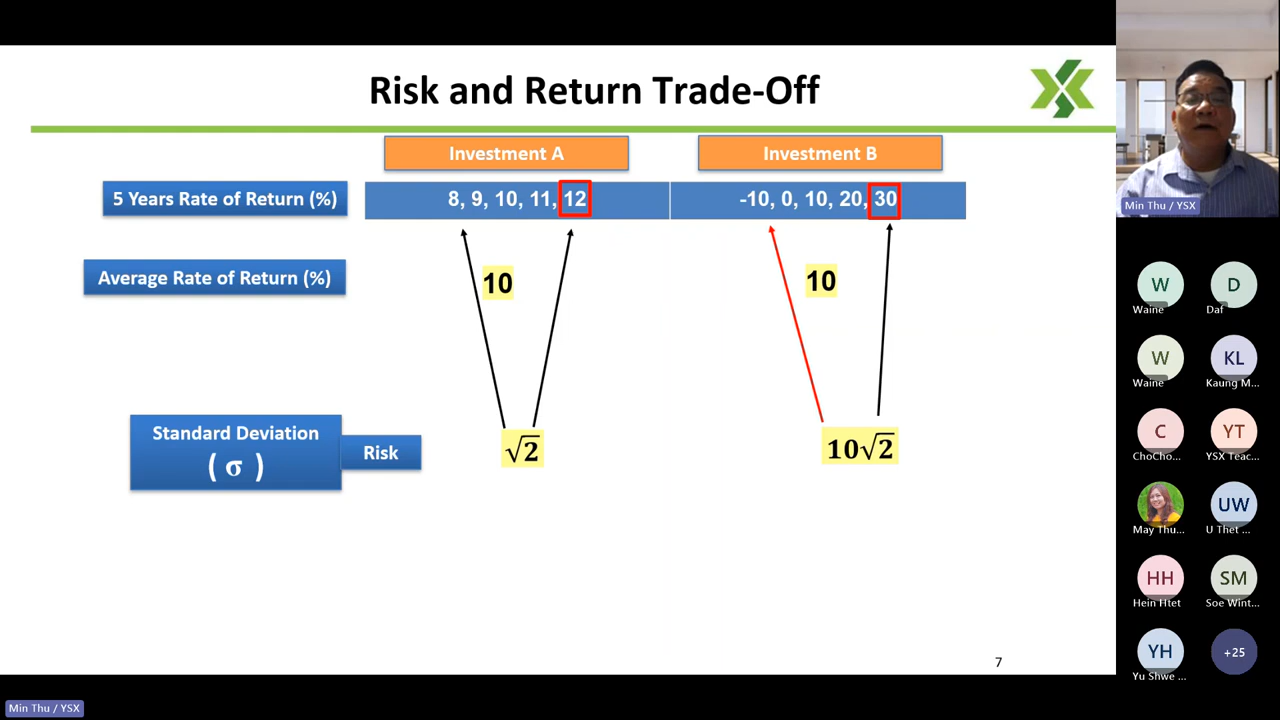 Risk and Return Trade-Off
Investment A
Investment B
5 Years Rate of Return (%)
8, 9, 10, 11, 12
-10, 0, 10, 20, 30
Average Rate of Return (%)
10
10
Standard Deviation
( σ )
Risk
√2
10√2
7
Min Thu / YSX
W
Waine
D
Daf
W
Waine
KL
Kaung M...
C
ChoCho...
YT
YSX Teac...
May Thu...
UW
U Thet ...
HH
Hein Htet
SM
Soe Wint...
YH
Yu Shwe ...
+25
Min Thu / YSX